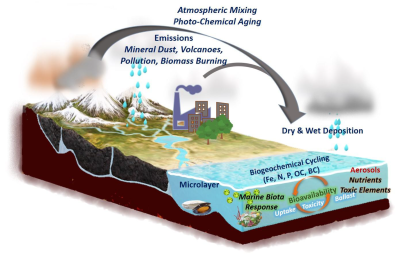 Atmospheric Mixing
Photo-Chemical Aging
Emissions
Mineral Dust, Volcanoes,
Pollution, Biomass Burning
Dry & Wet Deposition
Biogeochemical Cycling
(Fe, N, P, OC, BC)
Microlayer
Aerosols
Nutrients
Toxic Elements
Marine Biota
Response
Bioavailability
Uptake Toxicity Ballast